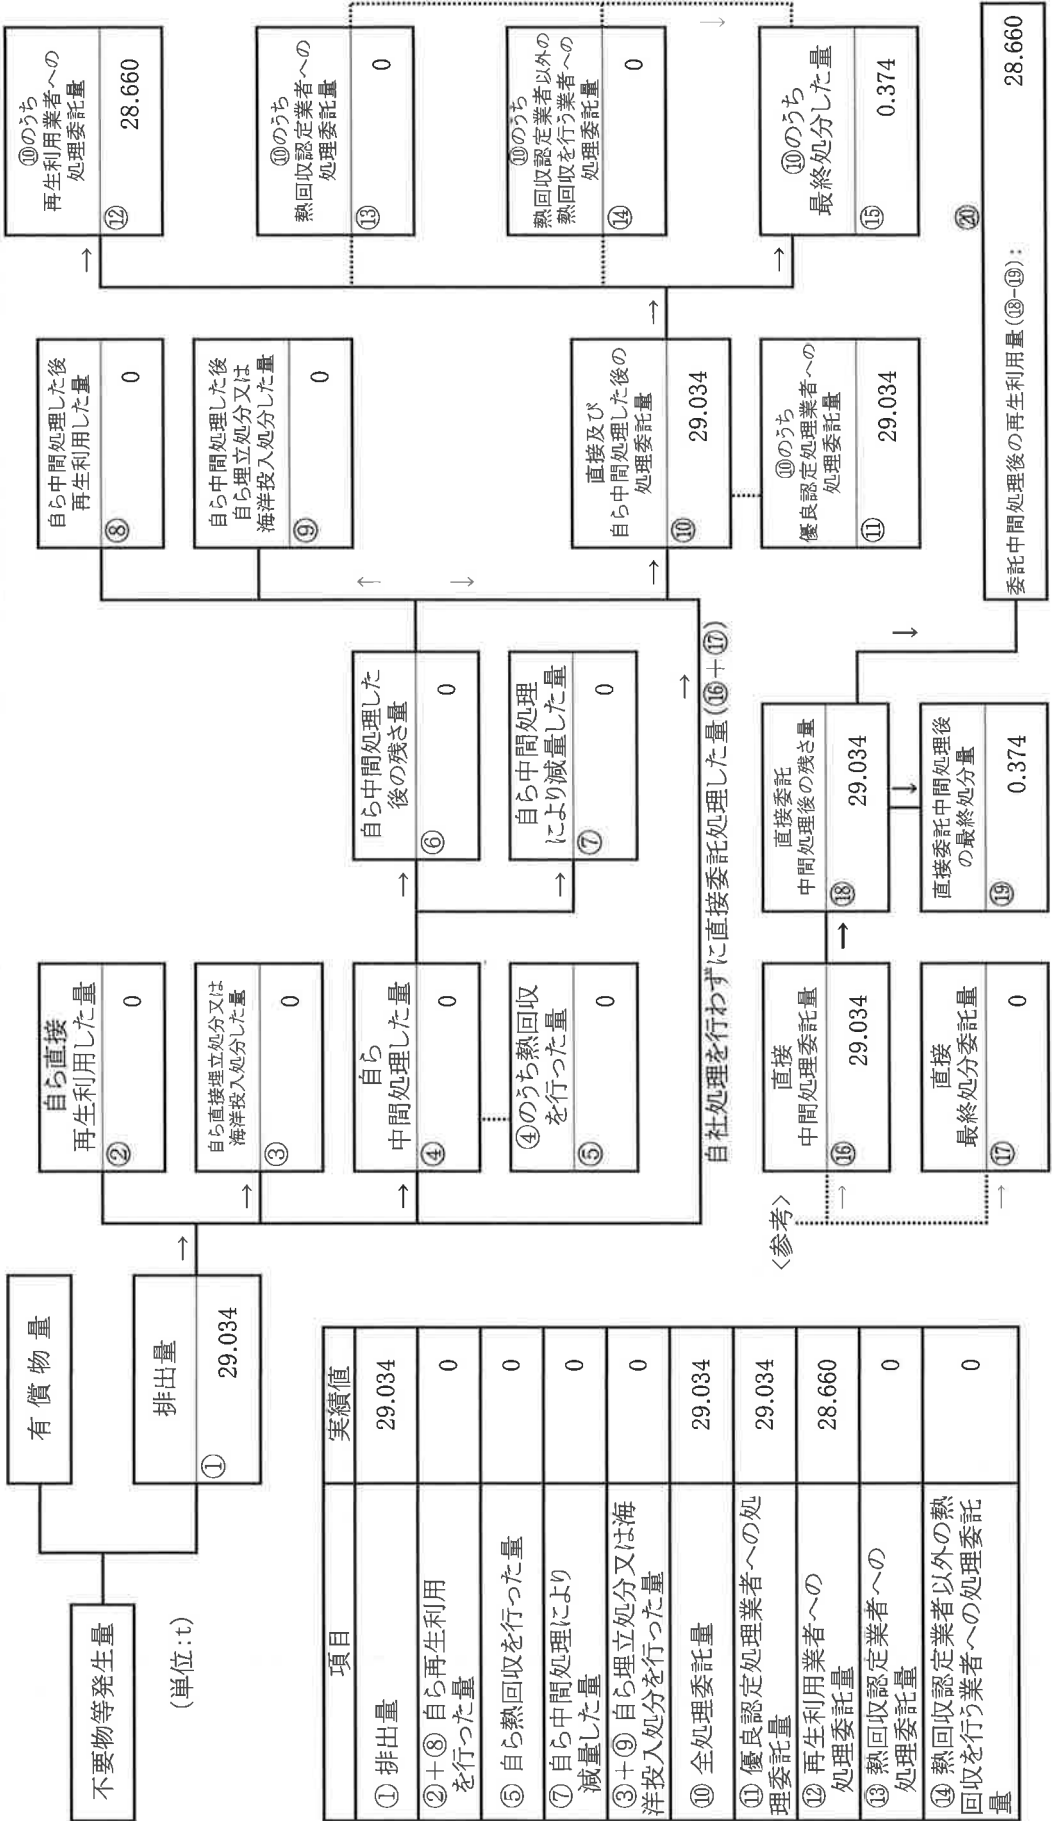 不要物等発生量
(単位:t)
有償物量
排出量
① 29.034
自ら直接
再生利用した量
② 0
自ら直接埋立処分又は
海洋投入処分した量
③ 0
自ら
中間処理した量
④ 0
④のうち熱回収
を行った量
⑤ 0
自ら中間処理した
後の残さ量
⑥ 0
自ら中間処理
により減量した量
⑦ 0
自ら中間処理した後
再生利用した量
⑧ 0
自ら中間処理した後
自ら埋立処分又は
海洋投入処分した量
⑨ 0
直接及び
自ら中間処理した後の
処理委託量
⑩ 29.034
⑩のうち
優良認定処理業者への
処理委託量
⑪ 29.034
⑩のうち
再生利用業者への
処理委託量
⑫ 28.660
⑩のうち
熱回収認定業者への
処理委託量
⑬ 0
⑩のうち
熱回収認定業者以外の
熱回収を行う業者への
処理委託量
⑭ 0
⑩のうち
最終処分した量
⑮ 0.374
自社処理を行わずに直接委託処理した量(⑯+⑰)
<参考>
直接
中間処理委託量
⑯ 29.034
直接
最終処分委託量
⑰ 0
直接委託
中間処理後の残さ量
⑱ 29.034
直接委託中間処理後
の最終処分量
⑲ 0.374
⑳
委託中間処理後の再生利用量(⑱-⑲): 28.660
項目 実績値
① 排出量 29.034
②+⑧ 自ら再生利用
を行った量 0
⑤ 自ら熱回収を行った量 0
⑦ 自ら中間処理により
減量した量 0
③+⑨ 自ら埋立処分又は海
洋投入処分を行った量 0
⑩ 全処理委託量 29.034
⑪ 優良認定処理業者への処
理委託量 29.034
⑫ 再生利用業者への
処理委託量 28.660
⑬ 熱回収認定業者への
処理委託量 0
⑭ 熱回収認定業者以外の熱
回収を行う業者への処理委託
量 0